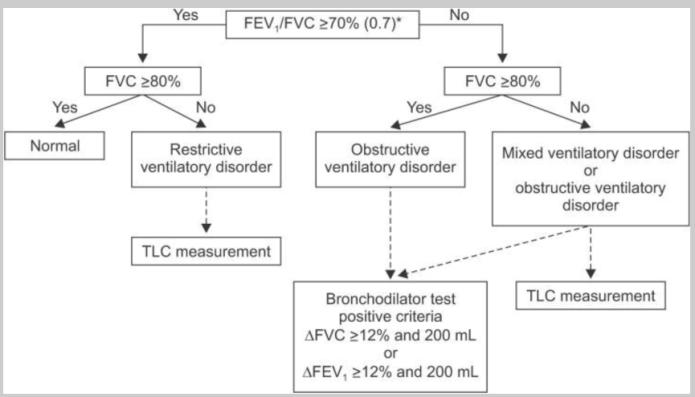 Yes
FEV₁/FVC ≥70% (0.7)*
No
FVC ≥80%
FVC ≥80%
Yes
No
Yes
No
Normal
Restrictive
ventilatory disorder
Obstructive
ventilatory disorder
Mixed ventilatory disorder
or
obstructive ventilatory
disorder
TLC measurement
Bronchodilator test
positive criteria
ΔFVC ≥12% and 200 mL
or
ΔFEV₁ ≥12% and 200 mL
TLC measurement